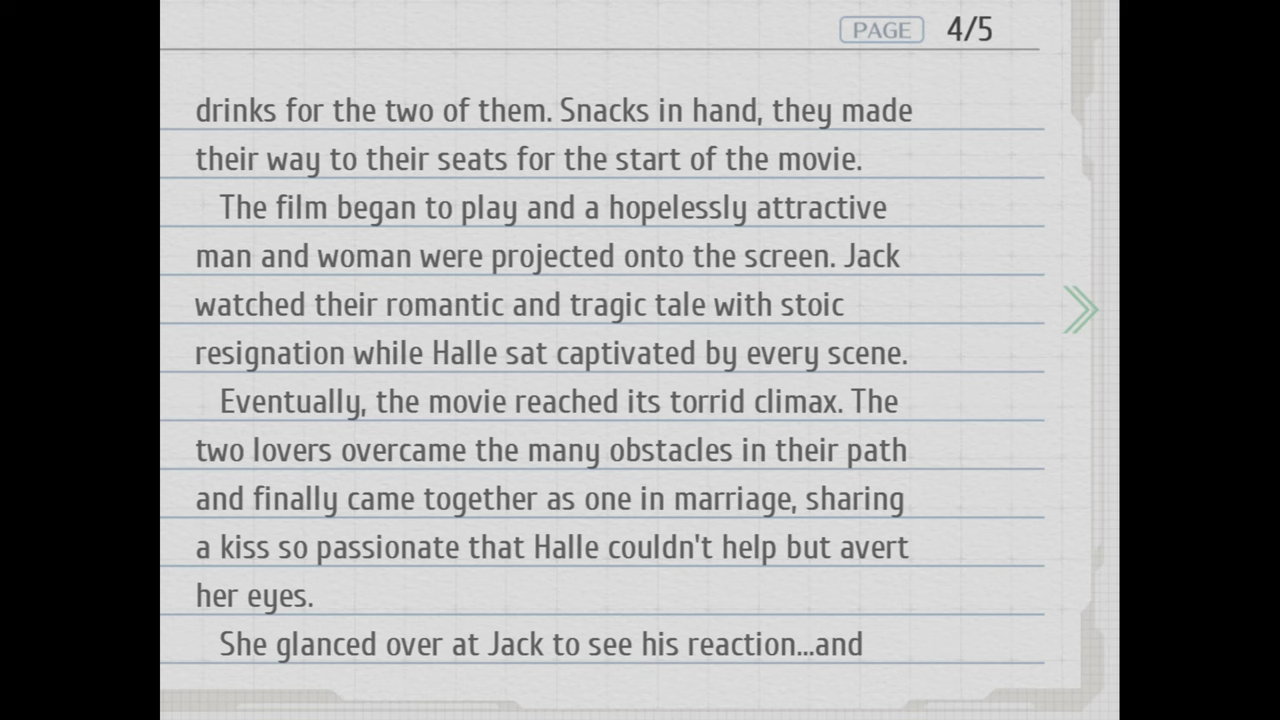 PAGE 4/5
drinks for the two of them. Snacks in hand, they made
their way to their seats for the start of the movie.
The film began to play and a hopelessly attractive
man and woman were projected onto the screen. Jack
watched their romantic and tragic tale with stoic
resignation while Halle sat captivated by every scene.
Eventually, the movie reached its torrid climax. The
two lovers overcame the many obstacles in their path
and finally came together as one in marriage, sharing
a kiss so passionate that Halle couldn't help but avert
her eyes.
She glanced over at Jack to see his reaction...and